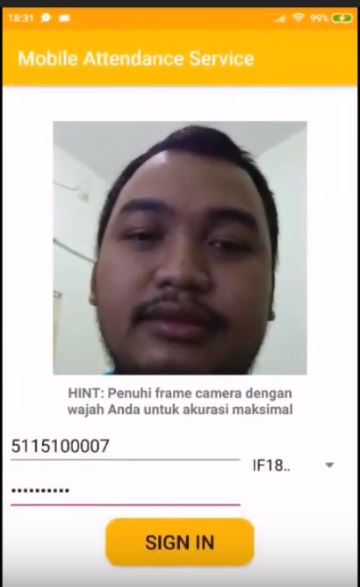 18:31 99%
Mobile Attendance Service
HINT: Penuhi frame camera dengan
wajah Anda untuk akurasi maksimal
5115100007
IF18..
••••••••••
SIGN IN